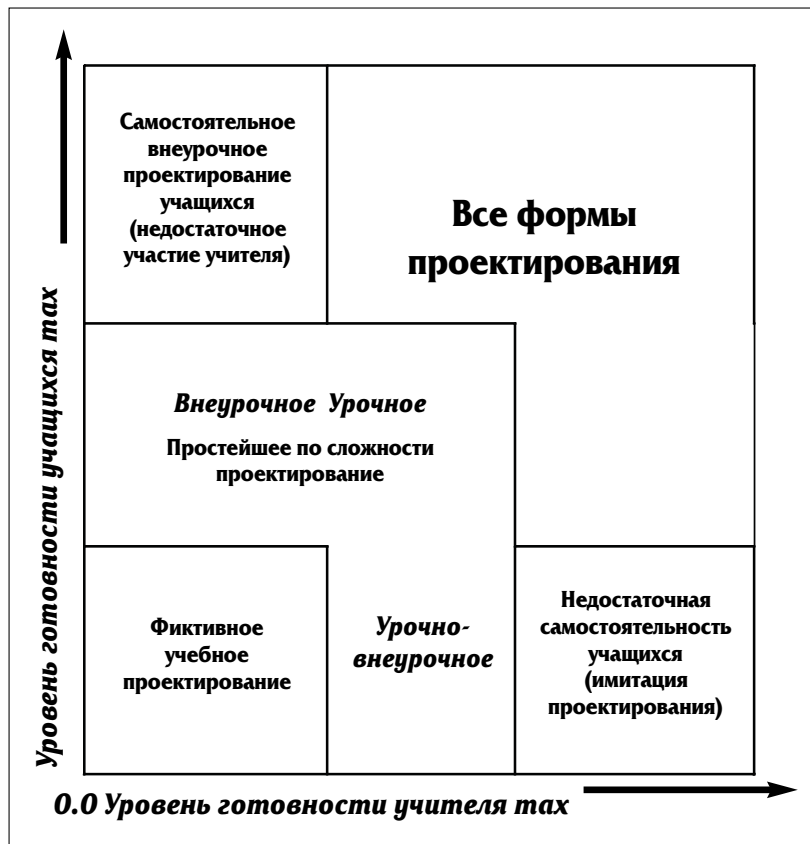 Уровень готовности учащихся max
Самостоятельное
внеурочное
проектирование
учащихся
(недостаточное
участие учителя)
Все формы
проектирования
Внеурочное Урочное
Простейшее по сложности
проектирование
Фиктивное
учебное
проектирование
Урочно-
внеурочное
Недостаточная
самостоятельность
учащихся
(имитация
проектирования)
0.0 Уровень готовности учителя max